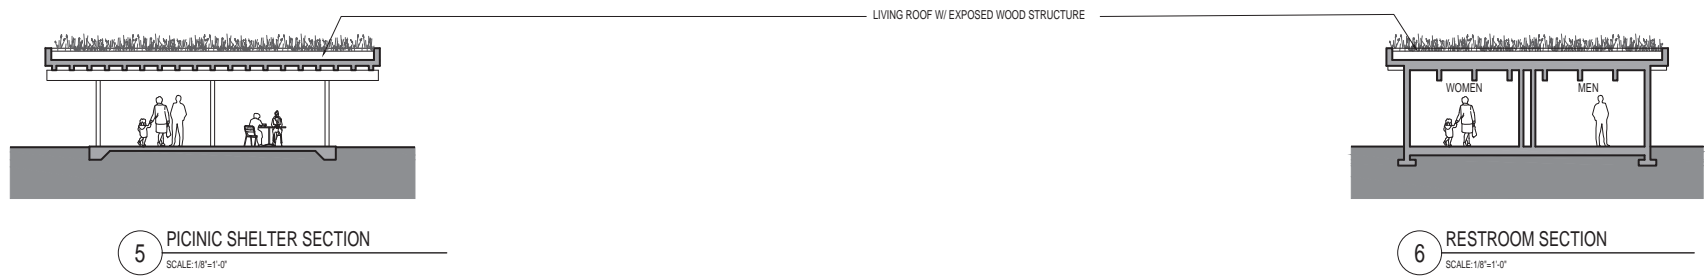 LIVING ROOF W/ EXPOSED WOOD STRUCTURE
WOMEN
MEN
5
PICINIC SHELTER SECTION
SCALE:1/8"=1'-0"
6
RESTROOM SECTION
SCALE:1/8"=1'-0"